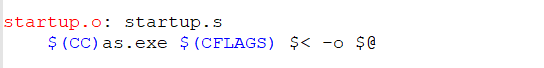 startup.o: startup.s
$(CC)as.exe $(CFLAGS) $< -o $@